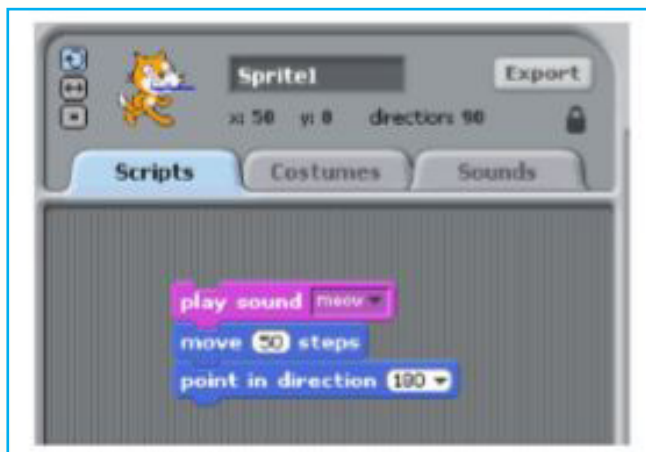 Sprite1 Export
x: 50 y: 0 direction: 90
Scripts Costumes Sounds
play sound meow
move 50 steps
point in direction 180